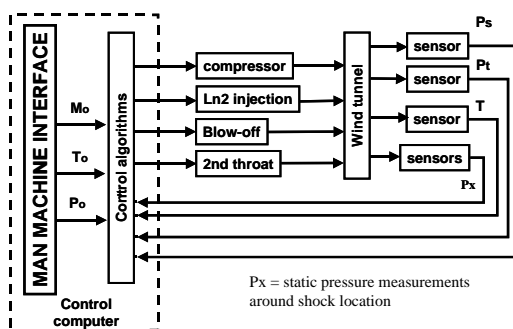 MAN MACHINE INTERFACE
Mo
To
Po
Control algorithms
compressor
Ln2 injection
Blow-off
2nd throat
Wind tunnel
sensor
sensor
sensor
sensors
Ps
Pt
T
Px
Control
computer
Px = static pressure measurements
around shock location